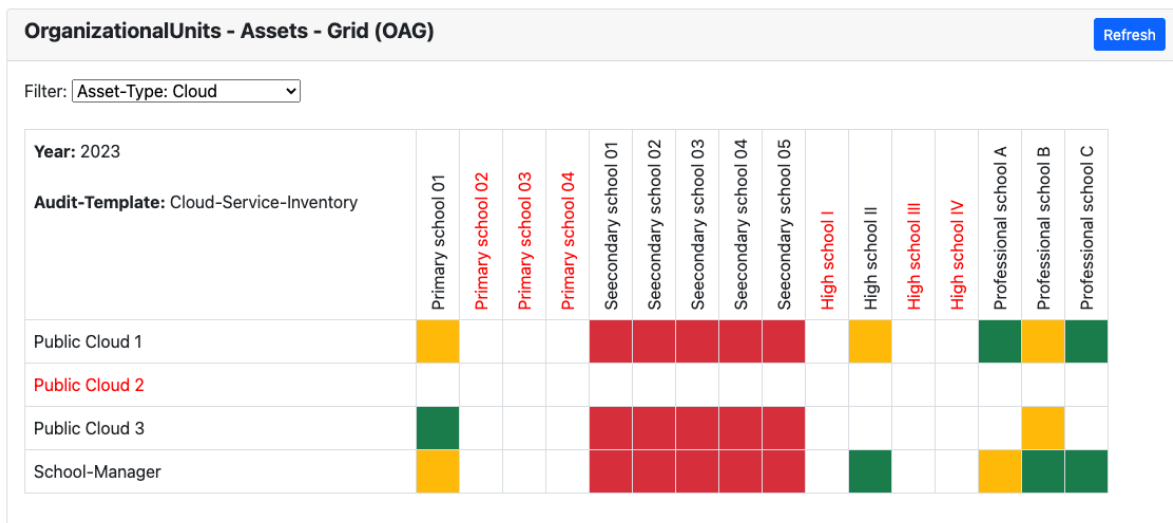 OrganizationalUnits - Assets - Grid (OAG)
Refresh
Filter: Asset-Type: Cloud
Year: 2023
Audit-Template: Cloud-Service-Inventory
Primary school 01
Primary school 02
Primary school 03
Primary school 04
Seecondary school 01
Seecondary school 02
Seecondary school 03
Seecondary school 04
Seecondary school 05
High school I
High school II
High school III
High school IV
Professional school A
Professional school B
Professional school C
Public Cloud 1
Public Cloud 2
Public Cloud 3
School-Manager